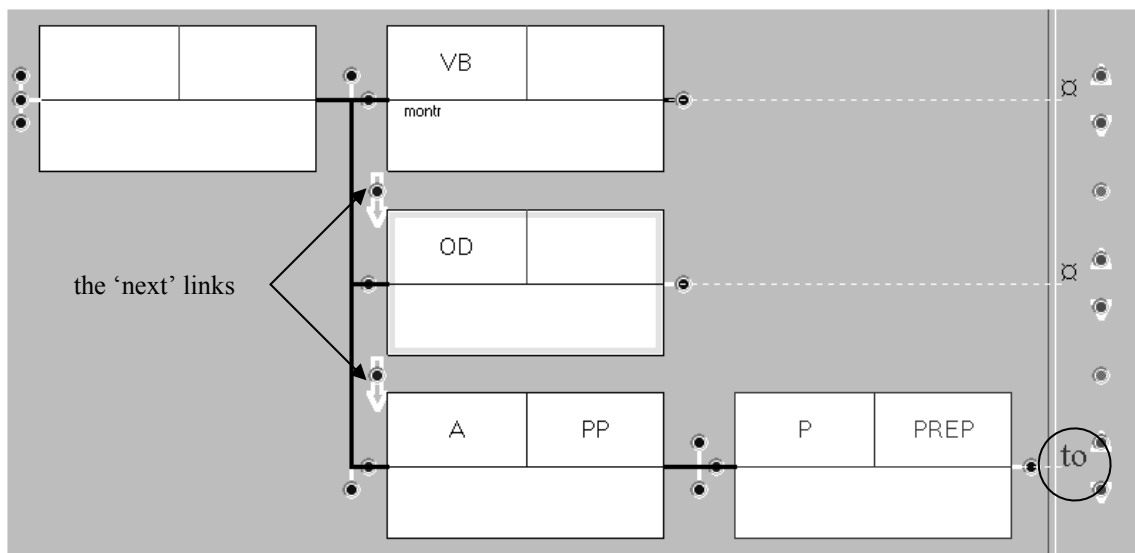 VB
montr
¤
OD
¤
the ‘next’ links
A PP P PREP to